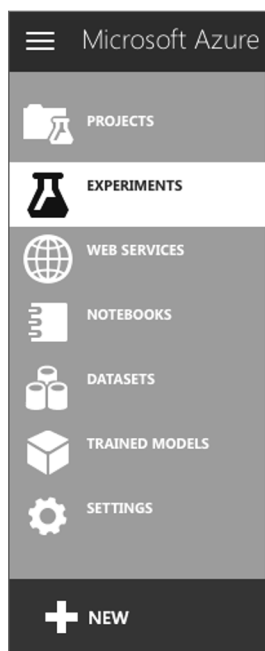 Microsoft Azure
PROJECTS
EXPERIMENTS
WEB SERVICES
NOTEBOOKS
DATASETS
TRAINED MODELS
SETTINGS
NEW